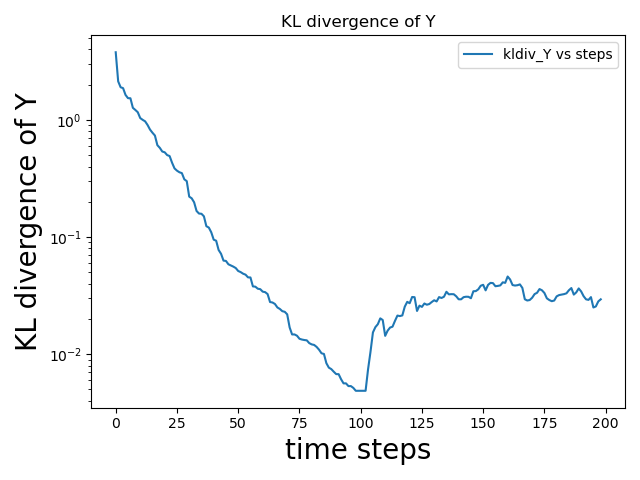 KL divergence of Y
kldiv_Y vs steps
KL divergence of Y
10⁰
10⁻¹
10⁻²
0 25 50 75 100 125 150 175 200
time steps